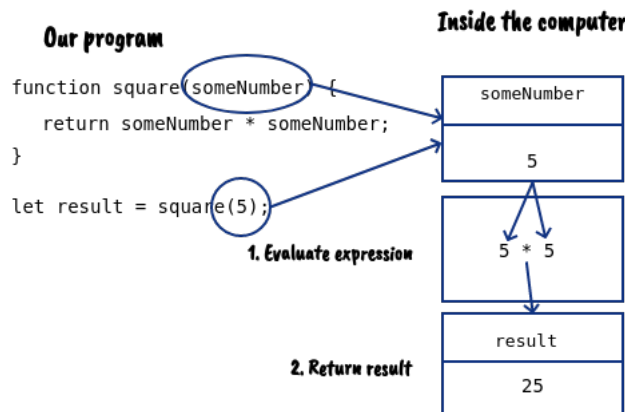 Our program
function square(someNumber) {
return someNumber * someNumber;
}
let result = square(5);
Inside the computer
someNumber
5
1. Evaluate expression
5 * 5
2. Return result
result
25